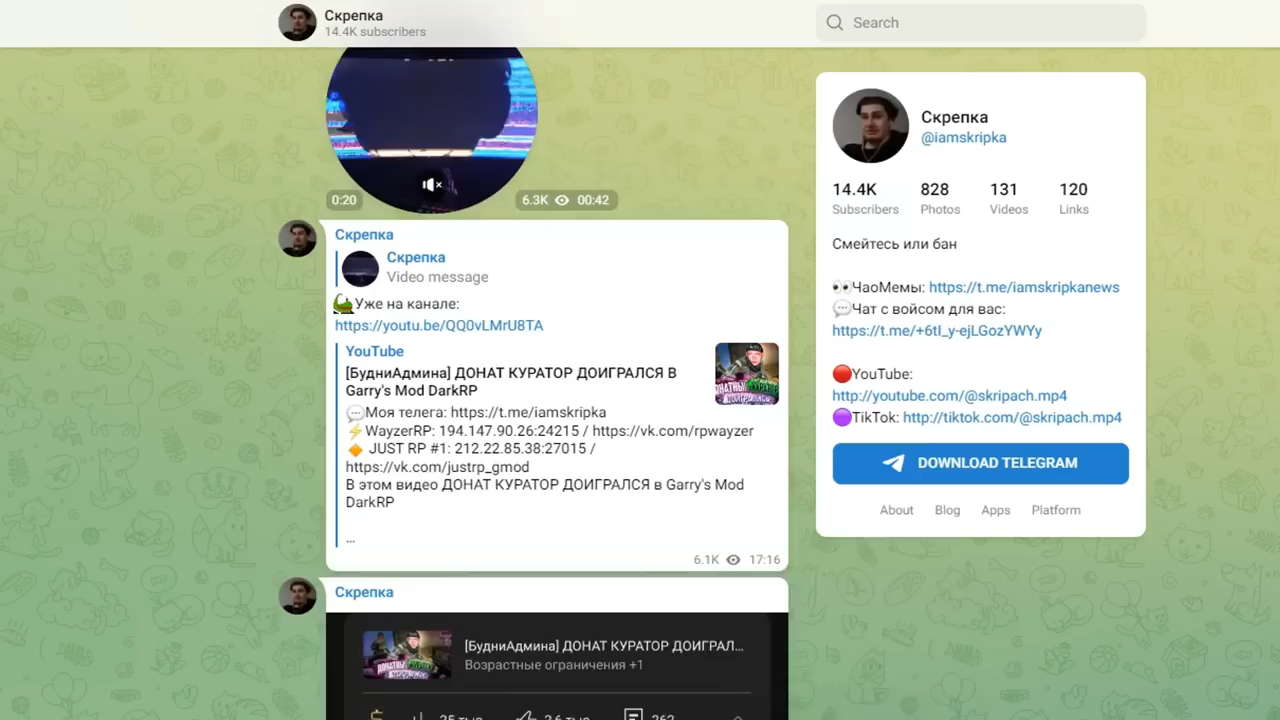 Скрепка
14.4K subscribers
Search
0:20
6.3K 00:42
Скрепка
Скрепка
Video message
Уже на канале:
https://youtu.be/QQ0vLMrU8TA
YouTube
[БудниАдмина] ДОНАТ КУРАТОР ДОИГРАЛСЯ В
Garry's Mod DarkRP
Моя телега: https://t.me/iamskripka
WayzerRP: 194.147.90.26:24215 / https://vk.com/rpwayzer
JUST RP #1: 212.22.85.38:27015 /
https://vk.com/justrp_gmod
В этом видео ДОНАТ КУРАТОР ДОИГРАЛСЯ в Garry's Mod
DarkRP
...
6.1K 17:16
Скрепка
[БудниАдмина] ДОНАТ КУРАТОР ДОИГРАЛ...
Возрастные ограничения +1
Скрепка
@iamskripka
14.4K 828 131 120
Subscribers Photos Videos Links
Смейтесь или бан
ЧаоМемы: https://t.me/iamskripkanews
Чат с войсом для вас:
https://t.me/+6tI_y-ejLGozYWYy
YouTube:
http://youtube.com/@skripach.mp4
TikTok: http://tiktok.com/@skripach.mp4
DOWNLOAD TELEGRAM
About Blog Apps Platform